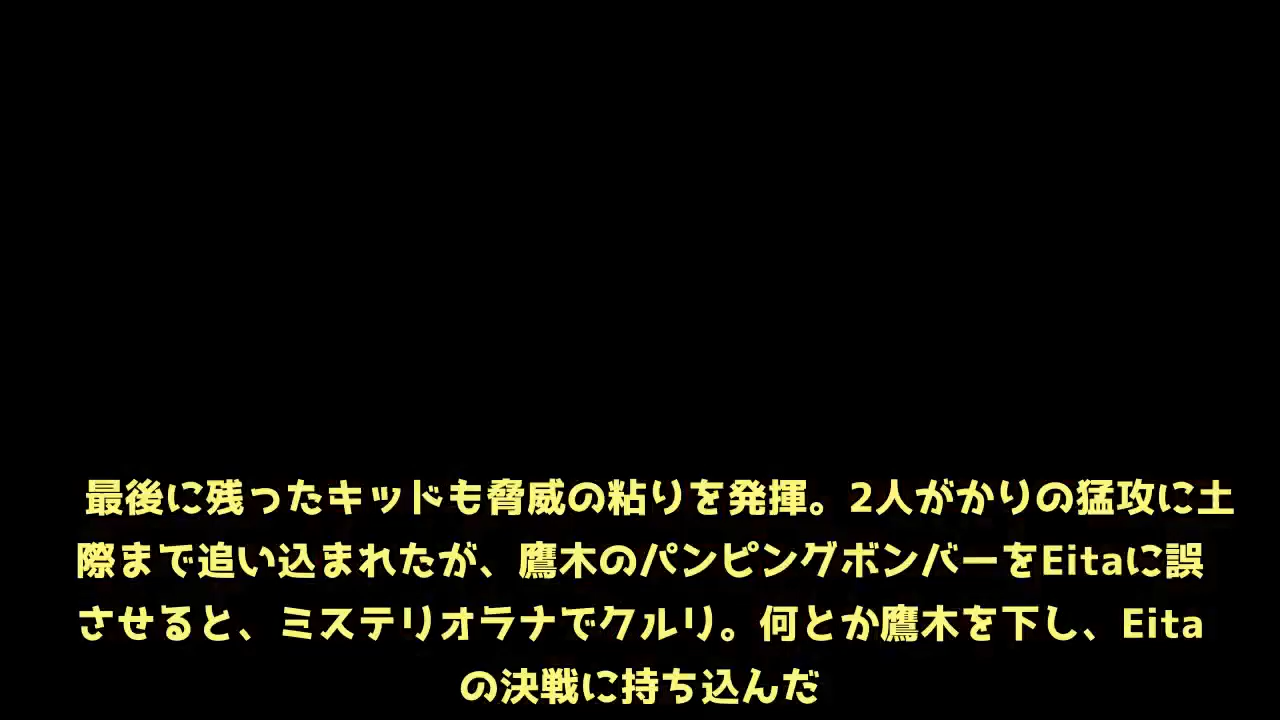 最後に残ったキッドも脅威の粘りを発揮。2人がかりの猛攻に土
際まで追い込まれたが、鷹木のパンピングボンバーをEitaに誤
させると、ミステリオラナでクルリ。何とか鷹木を下し、Eita
の決戦に持ち込んだ